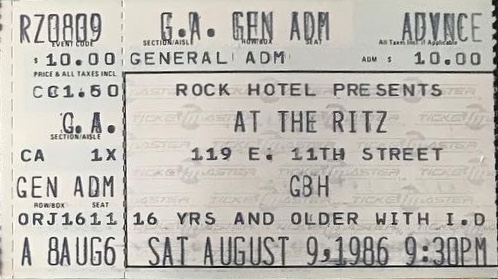 RZ0809 G.A. GEN ADM ADVNCE
EVENT CODE SECTION/AISLE ROW/BOX SEAT All Taxes Incl. If Applicable
$10.00 GENERAL ADM ADM $ 10.00
PRICE & ALL TAXES INCL
CC1.50 ROCK HOTEL PRESENTS
G.A. AT THE RITZ
SECTION/AISLE
CA 1X 119 E. 11TH STREET
GEN ADM GBH
ROW/BOX SEAT
ORJ1611 16 YRS AND OLDER WITH I.D
A 8AUG6 SAT AUGUST 9,1986 9:30PM